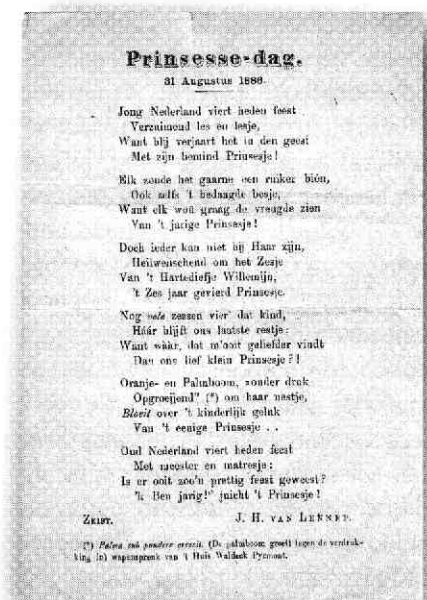 Prinsesse-dag.
31 Augustus 1886.
Jong Nederland viert heden feest
Verzuimend les en lesje,
Want blij verjaart het in den geest
Met zijn bemind Prinsesje!
Elk zonde het gaarne een ruiker biên,
Ook zelfs 't bedaagde besje,
Want elk wou graag de vreugde zien
Van 't jarige Prinsesje!
Doch ieder kan niet bij Haar zijn,
Heilwenschend om het Zesje
Van 't Hartediefje Willemijn,
't Zes jaar gevierd Prinsesje.
Nog vele zessen vier' dat kind,
Háár blijft ons laatste restje:
Want wáár, dat m'ooit geliefder vindt
Dan ons lief klein Prinsesje?!
Oranje- en Palmboom, zonder druk
Opgroeijend" (*) om haar nestje,
Bloeit over 't kinderlijk geluk
Van 't eenige Prinsesje . .
Oud Nederland viert heden feest
Met meester en matresje:
Is er ooit zoo'n prettig feest geweest?
'k Ben jarig!" juicht 't Prinsesje!
Zeist. J. H. van Lennep.
(*) Palma sub pondere crescit. (De palmboom groeit tegen de verdruk-
king in) wapenspreuk van 't Huis Waldeck Pyrmont.